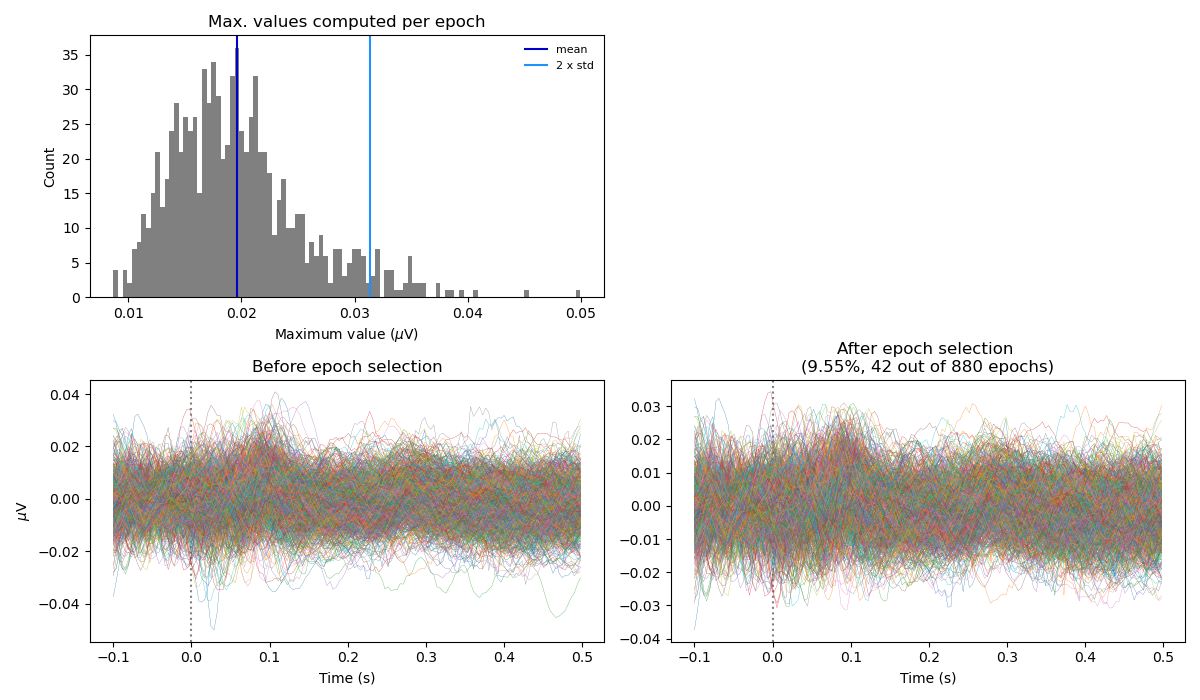 Max. values computed per epoch
mean
2 x std
Count
35
30
25
20
15
10
5
0
0.01 0.02 0.03 0.04 0.05
Maximum value (μV)
Before epoch selection
μV
0.04
0.02
0.00
−0.02
−0.04
−0.1 0.0 0.1 0.2 0.3 0.4 0.5
Time (s)
After epoch selection
(9.55%, 42 out of 880 epochs)
0.03
0.02
0.01
0.00
−0.01
−0.02
−0.03
−0.04
−0.1 0.0 0.1 0.2 0.3 0.4 0.5
Time (s)